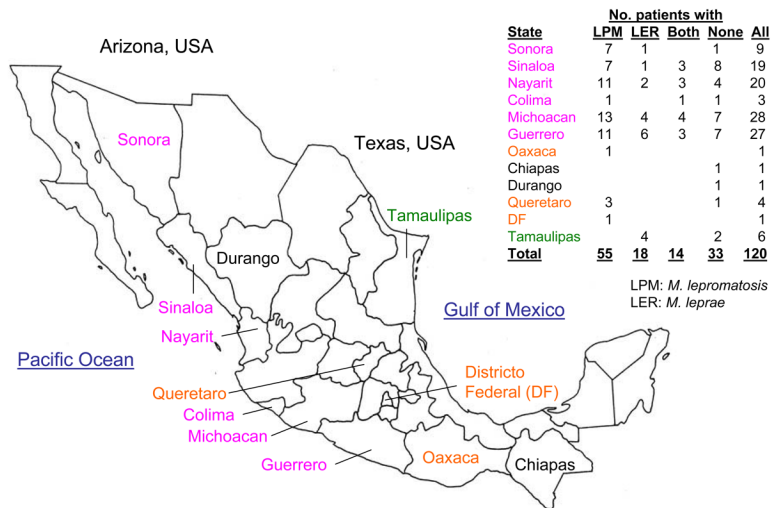 No. patients with
State LPM LER Both None All
Sonora 7 1 1 9
Sinaloa 7 1 3 8 19
Nayarit 11 2 3 4 20
Colima 1 1 1 3
Michoacan 13 4 4 7 28
Guerrero 11 6 3 7 27
Oaxaca 1 1
Chiapas 1 1
Durango 1 1
Queretaro 3 1 4
DF 1 1
Tamaulipas 4 2 6
Total 55 18 14 33 120
LPM: M. lepromatosis
LER: M. leprae
Arizona, USA
Sonora
Texas, USA
Tamaulipas
Durango
Sinaloa
Gulf of Mexico
Nayarit
Pacific Ocean
Queretaro
Districto
Federal (DF)
Colima
Michoacan
Guerrero
Oaxaca
Chiapas